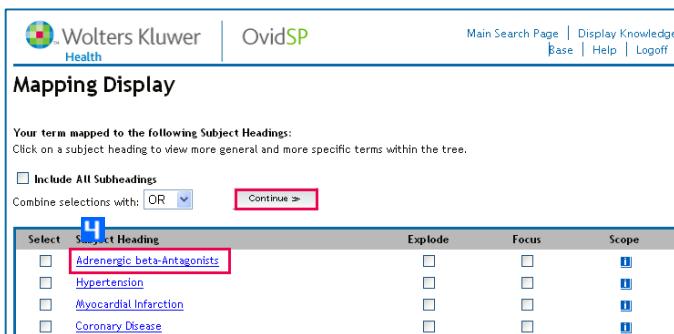 Wolters Kluwer OvidSP Main Search Page | Display Knowledge
Health Base | Help | Logoff
Mapping Display
Your term mapped to the following Subject Headings:
Click on a subject heading to view more general and more specific terms within the tree.
Include All Subheadings
Combine selections with: OR Continue ≫
4
Select Subject Heading Explode Focus Scope
Adrenergic beta-Antagonists i
Hypertension i
Myocardial Infarction i
Coronary Disease i